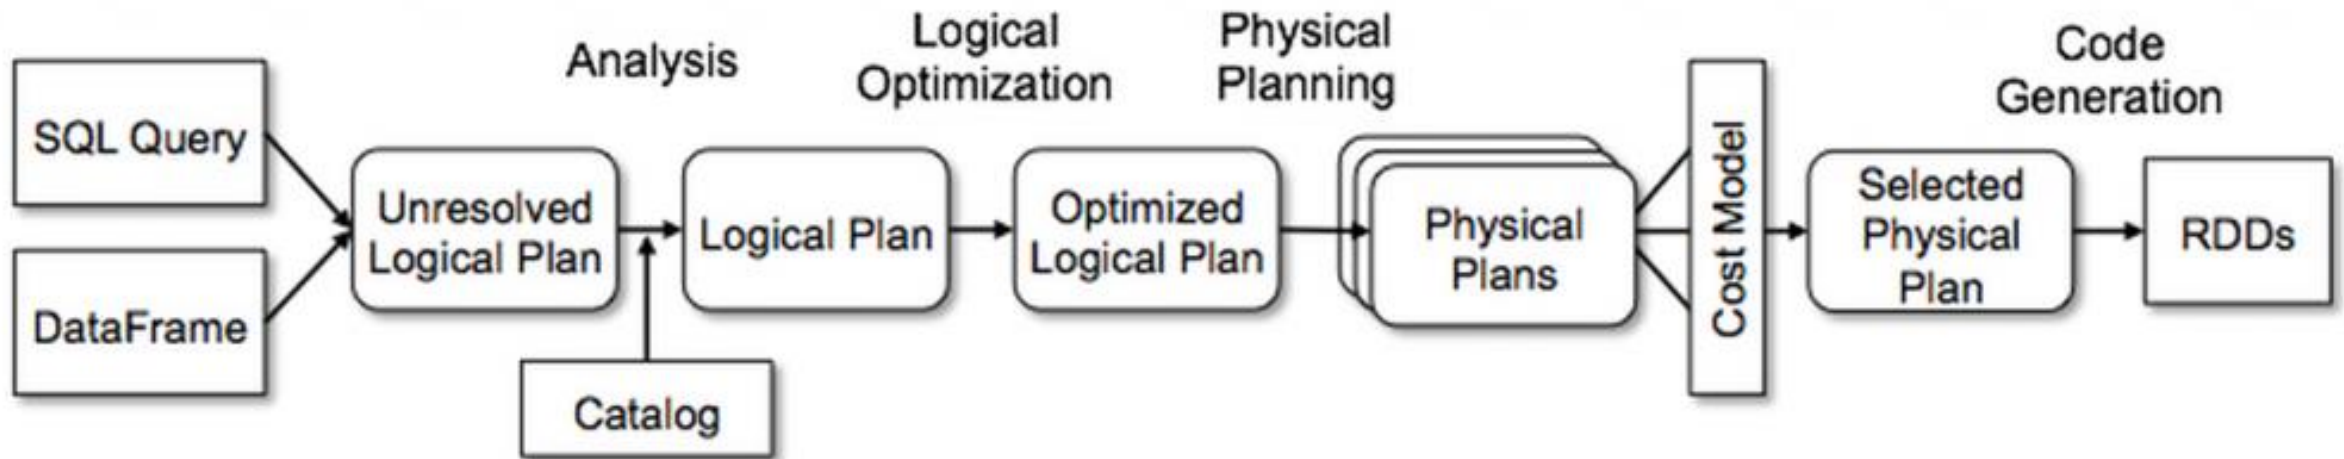 Analysis
Logical
Optimization
Physical
Planning
Code
Generation
SQL Query
DataFrame
Unresolved
Logical Plan
Catalog
Logical Plan
Optimized
Logical Plan
Physical
Plans
Cost Model
Selected
Physical
Plan
RDDs